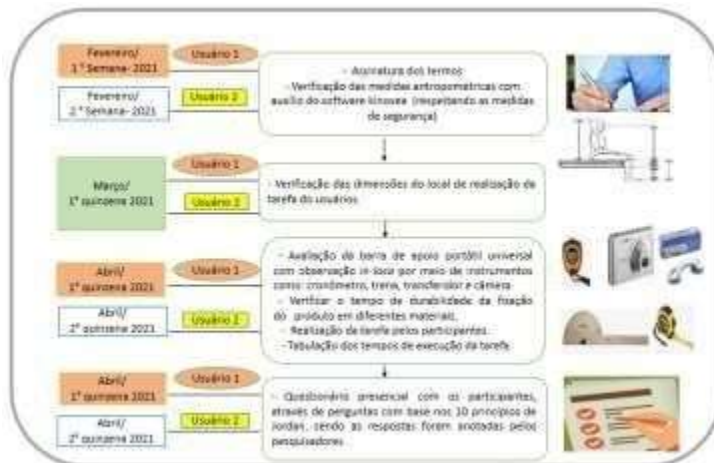 Fevereiro/
1ª Semana- 2021
Usuário 1
Fevereiro/
2ª Semana- 2021
Usuário 2
- Assinatura dos termos
- Verificação das medidas antropométricas com
auxílio do software kinovea (respeitando as medidas
de segurança)
Março/
1ª quinzena 2021
Usuário 1
Usuário 2
- Verificação das dimensões do local de realização da
tarefa do usuários.
Abril/
1ª quinzena 2021
Usuário 1
Abril/
2ª quinzena 2021
Usuário 2
- Avaliação da barra de apoio portátil universal
com observação in loco por meio de instrumentos
como: cronômetro, trena, transferidor e câmera.
- Verificar o tempo de durabilidade da fixação
do produto em diferentes materiais.
- Realização da tarefa pelos participantes.
- Tabulação dos tempos de execução da tarefa
Abril/
1ª quinzena 2021
Usuário 1
Abril/
2ª quinzena 2021
Usuário 2
- Questionário presencial com os participantes,
através de perguntas com base nos 10 princípios de
Jordan, sendo as respostas foram anotadas pelos
pesquisadores